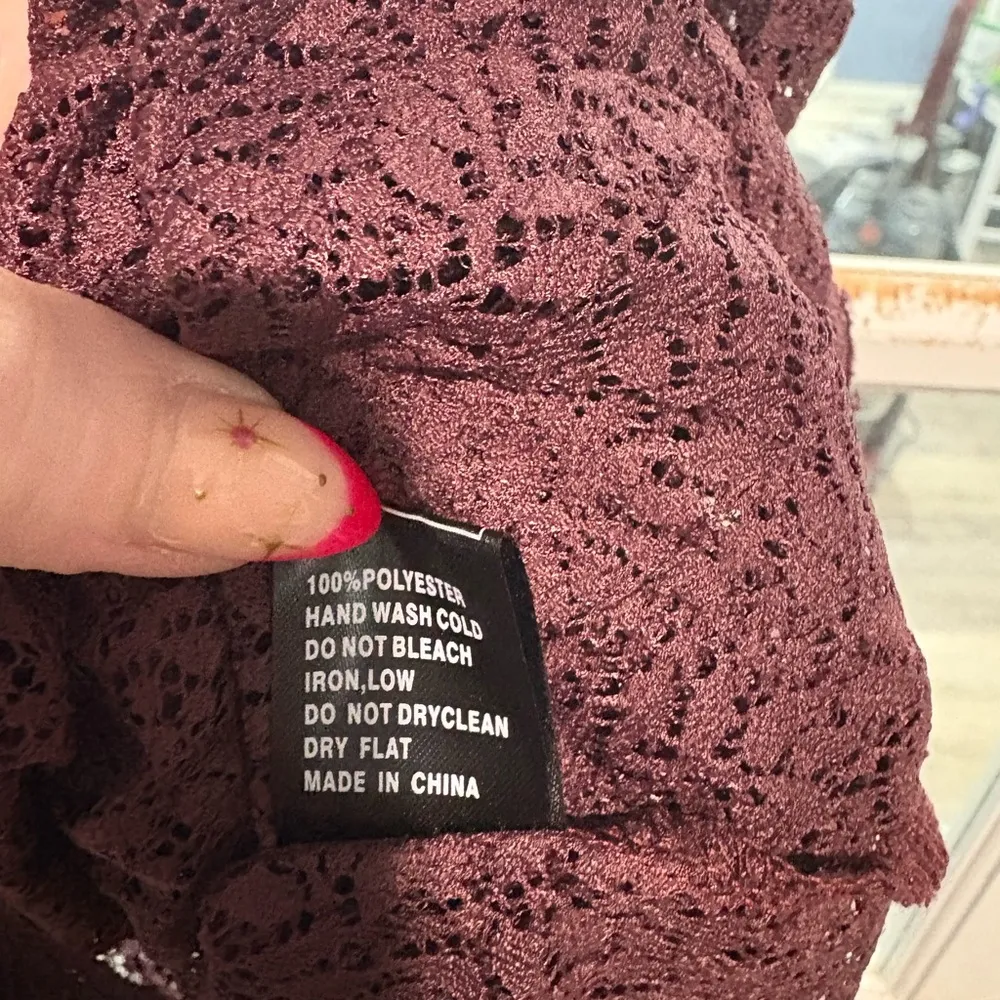 100%POLYESTER
HAND WASH COLD
DO NOT BLEACH
IRON,LOW
DO NOT DRYCLEAN
DRY FLAT
MADE IN CHINA